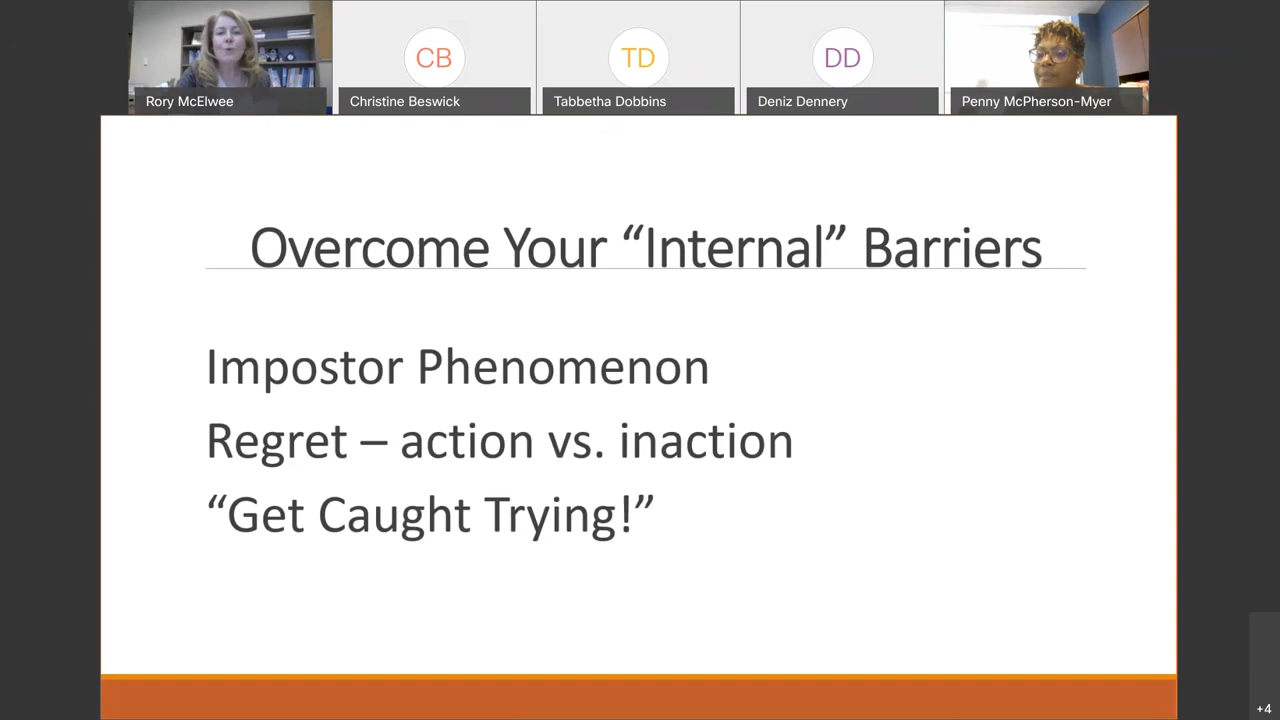 CB
TD
DD
Rory McElwee
Christine Beswick
Tabbetha Dobbins
Deniz Dennery
Penny McPherson-Myer
Overcome Your “Internal” Barriers
Impostor Phenomenon
Regret – action vs. inaction
“Get Caught Trying!”
+4